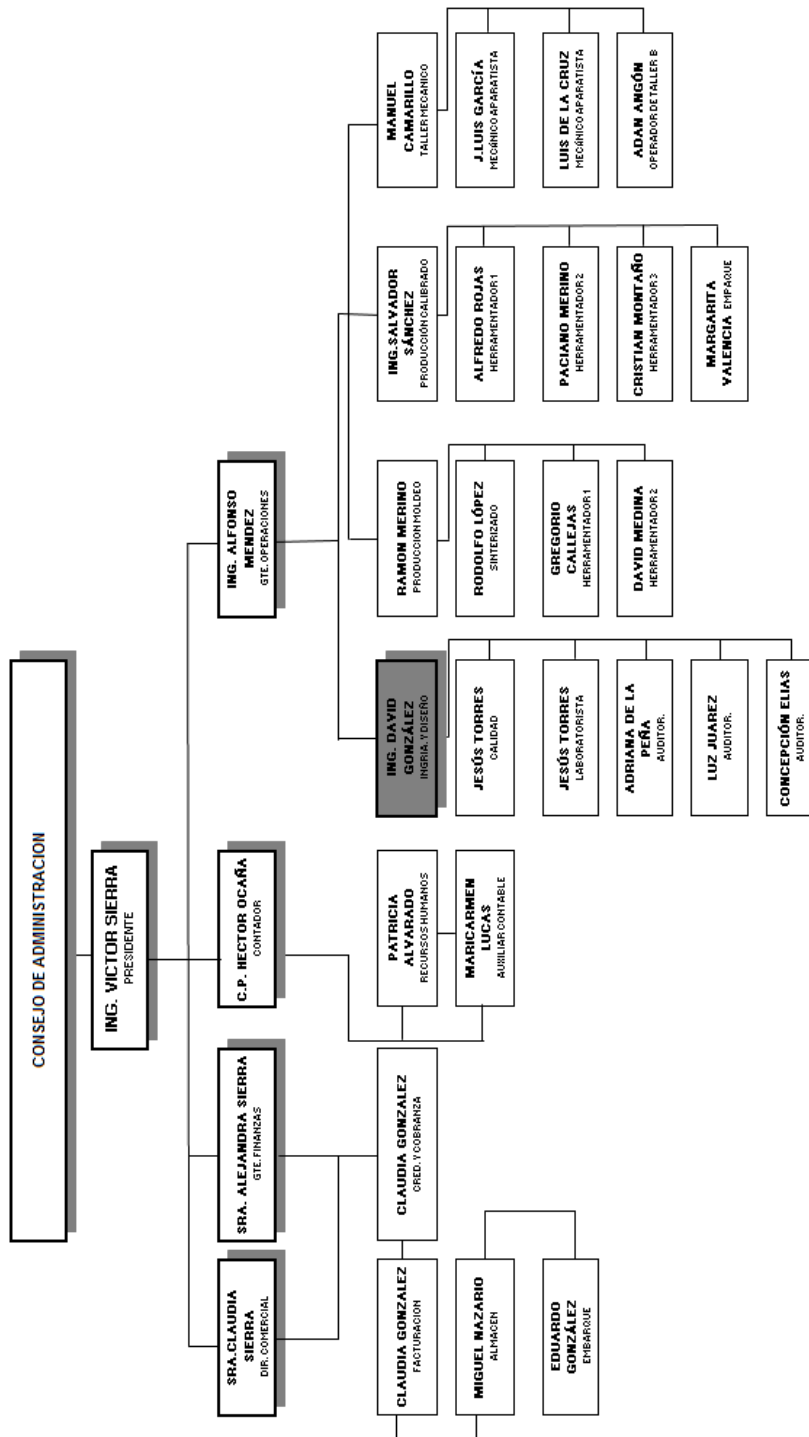 CONSEJO DE ADMINISTRACION
ING. VICTOR SIERRA
PRESIDENTE
SRA.CLAUDIA
SIERRA
DIR. COMERCIAL
SRA. ALEJANDRA SIERRA
GTE. FINANZAS
C.P. HECTOR OCAÑA
CONTADOR
ING. ALFONSO
MENDEZ
GTE. OPERACIONES
CLAUDIA GONZALEZ
FACTURACION
CLAUDIA GONZALEZ
CRED. Y COBRANZA
PATRICIA
ALVARADO
RECURSOS HUMANOS
ING. DAVID
GONZÁLEZ
INGRIA. Y DISEÑO
RAMON MERINO
PRODUCCION MOLDEO
ING.SALVADOR
SÁNCHEZ
PRODUCCIÓN CALIBRADO
MANUEL
CAMARILLO
TALLER MECANICO
MIGUEL NAZARIO
ALMACEN
MARICARMEN
LUCAS
AUXILIAR CONTABLE
JESÚS TORRES
CALIDAD
RODOLFO LÓPEZ
SINTERIZADO
ALFREDO ROJAS
HERRAMENTADOR 1
J.LUIS GARCÍA
MECÁNICO APARATISTA
EDUARDO
GONZÁLEZ
EMBARQUE
JESÚS TORRES
LABORATORISTA
GREGORIO
CALLEJAS
HERRAMENTADOR 1
PACIANO MERINO
HERRAMENTADOR 2
LUIS DE LA CRUZ
MECÁNICO APARATISTA
ADRIANA DE LA
PEÑA
AUDITOR.
DAVID MEDINA
HERRAMENTADOR 2
CRISTIAN MONTAÑO
HERRAMENTADOR 3
ADAN ANGÓN
OPERADOR DE TALLER B
LUZ JUAREZ
AUDITOR.
MARGARITA
VALENCIA EMPAQUE
CONCEPCIÓN ELIAS
AUDITOR.